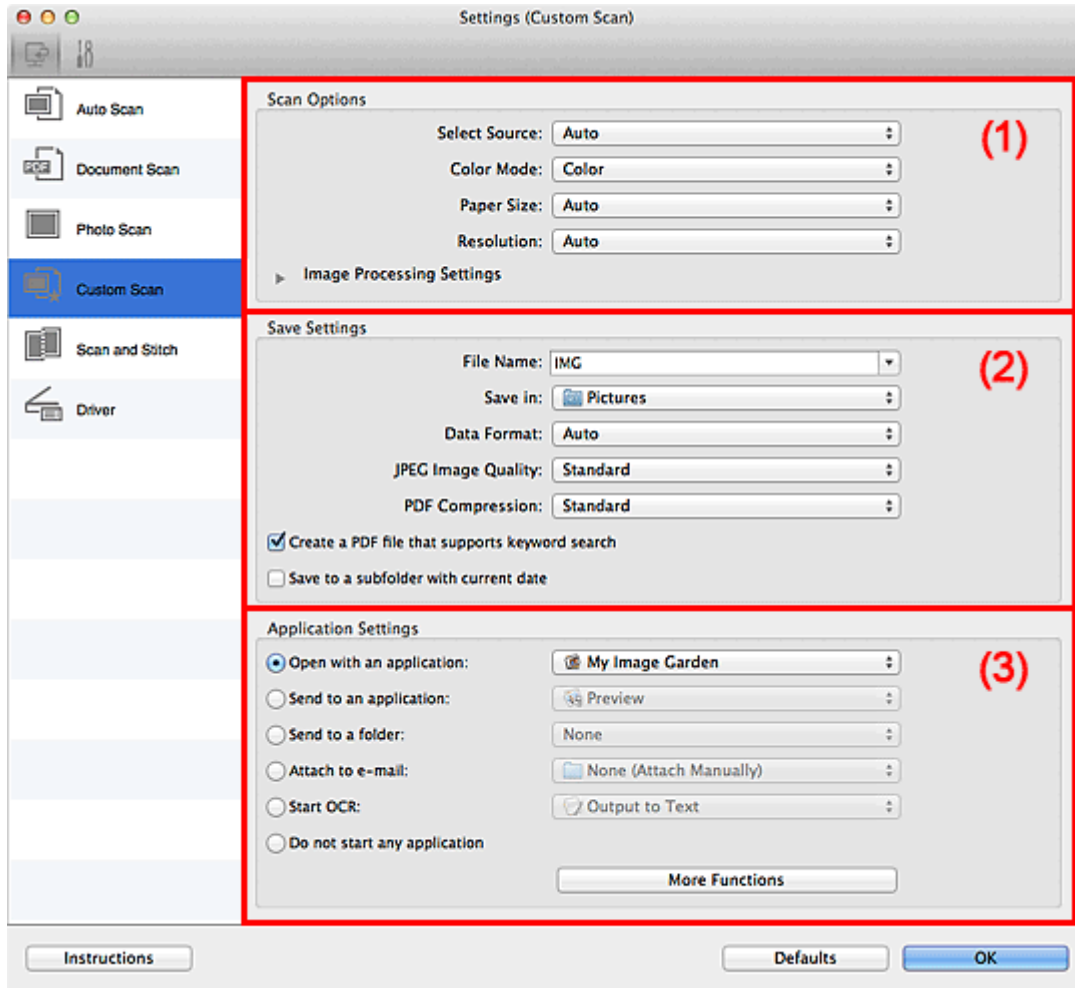 Settings (Custom Scan)
Auto Scan
Document Scan
Photo Scan
Custom Scan
Scan and Stitch
Driver
Scan Options
(1)
Select Source: Auto
Color Mode: Color
Paper Size: Auto
Resolution: Auto
Image Processing Settings
Save Settings
(2)
File Name: IMG
Save in: Pictures
Data Format: Auto
JPEG Image Quality: Standard
PDF Compression: Standard
Create a PDF file that supports keyword search
Save to a subfolder with current date
Application Settings
(3)
Open with an application: My Image Garden
Send to an application: Preview
Send to a folder: None
Attach to e-mail: None (Attach Manually)
Start OCR: Output to Text
Do not start any application
More Functions
Instructions
Defaults
OK